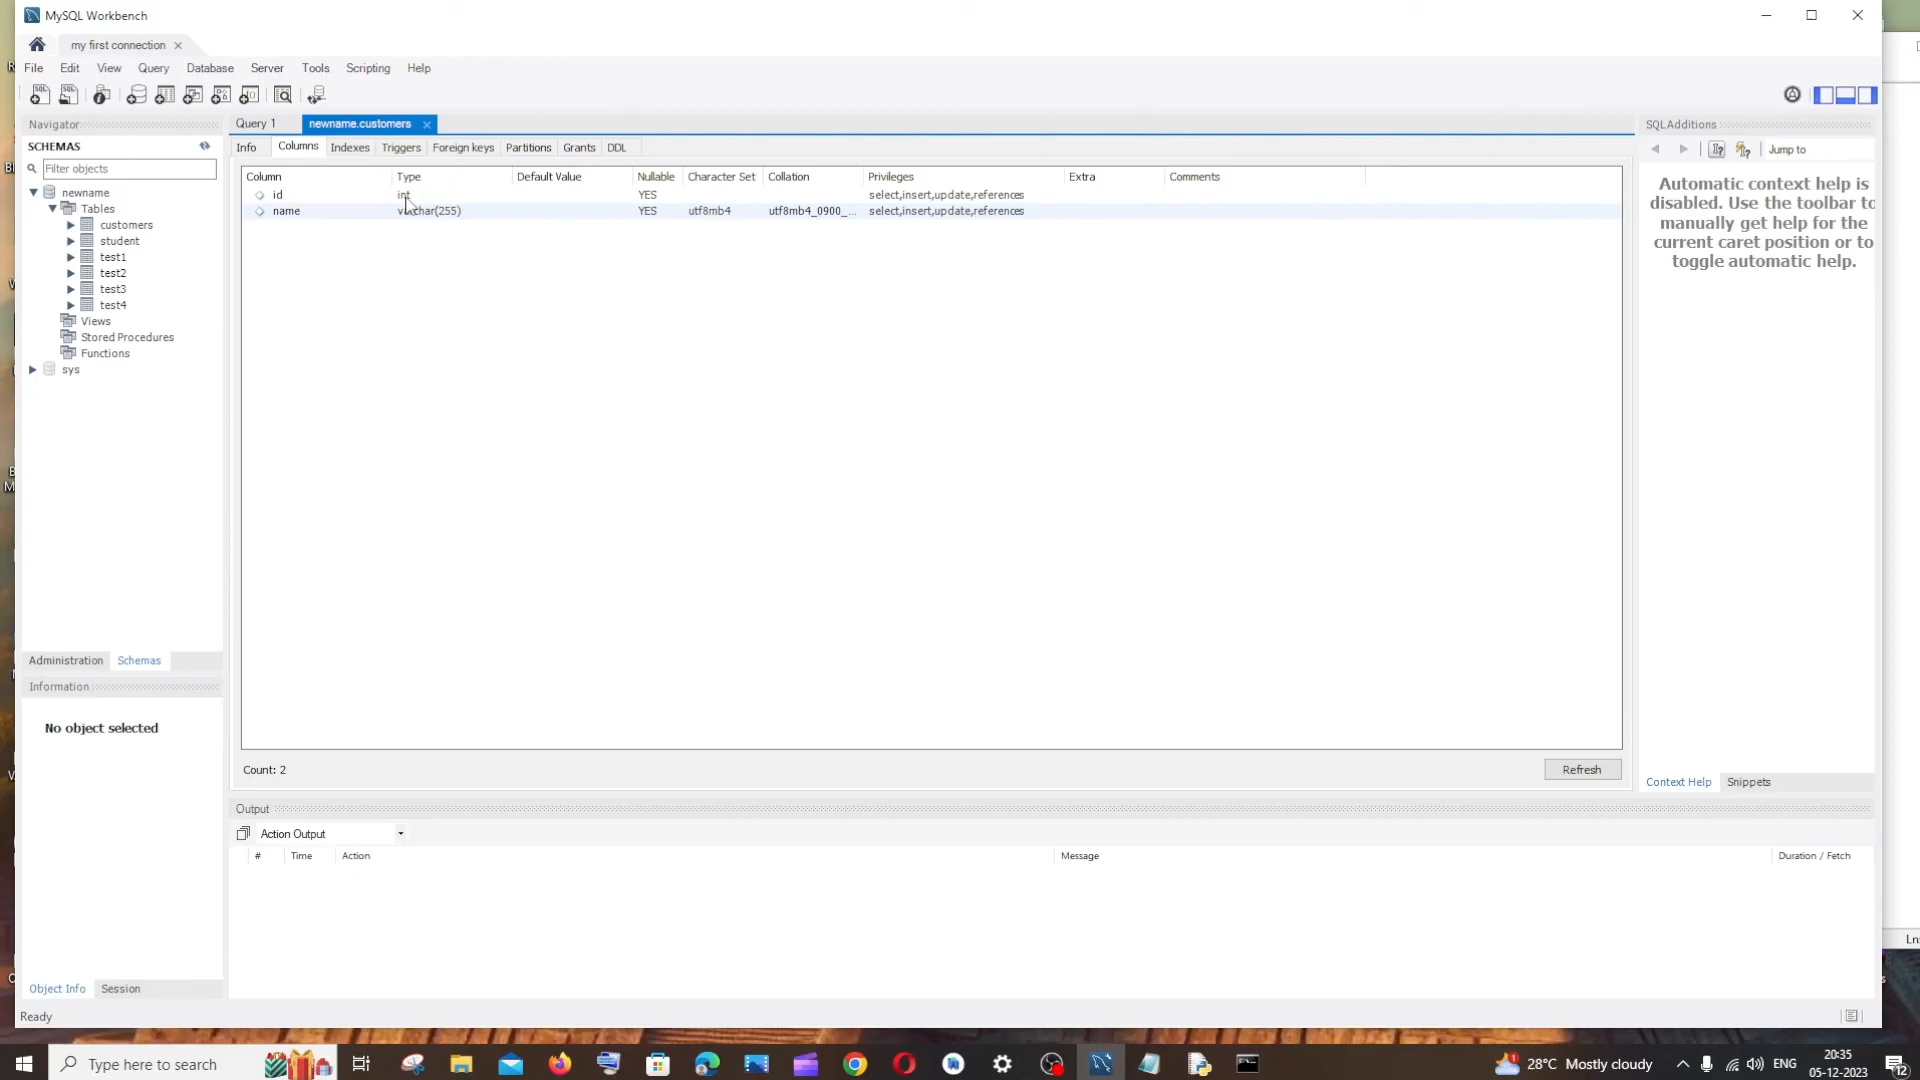 MySQL Workbench
my first connection
File Edit View Query Database Server Tools Scripting Help
Navigator
SCHEMAS
Filter objects
newname
Tables
customers
student
test1
test2
test3
test4
Views
Stored Procedures
Functions
sys
Administration Schemas
Information
No object selected
Object Info Session
Ready
Query 1 newname.customers
Info Columns Indexes Triggers Foreign keys Partitions Grants DDL
Column Type Default Value Nullable Character Set Collation Privileges Extra Comments
id int YES select,insert,update,references
name varchar(255) YES utf8mb4 utf8mb4_0900_... select,insert,update,references
Count: 2
Refresh
Output
Action Output
# Time Action Message Duration / Fetch
SQLAdditions
Jump to
Automatic context help is
disabled. Use the toolbar to
manually get help for the
current caret position or to
toggle automatic help.
Context Help Snippets
Ln
Type here to search
28°C Mostly cloudy
ENG
20:35
05-12-2023
12